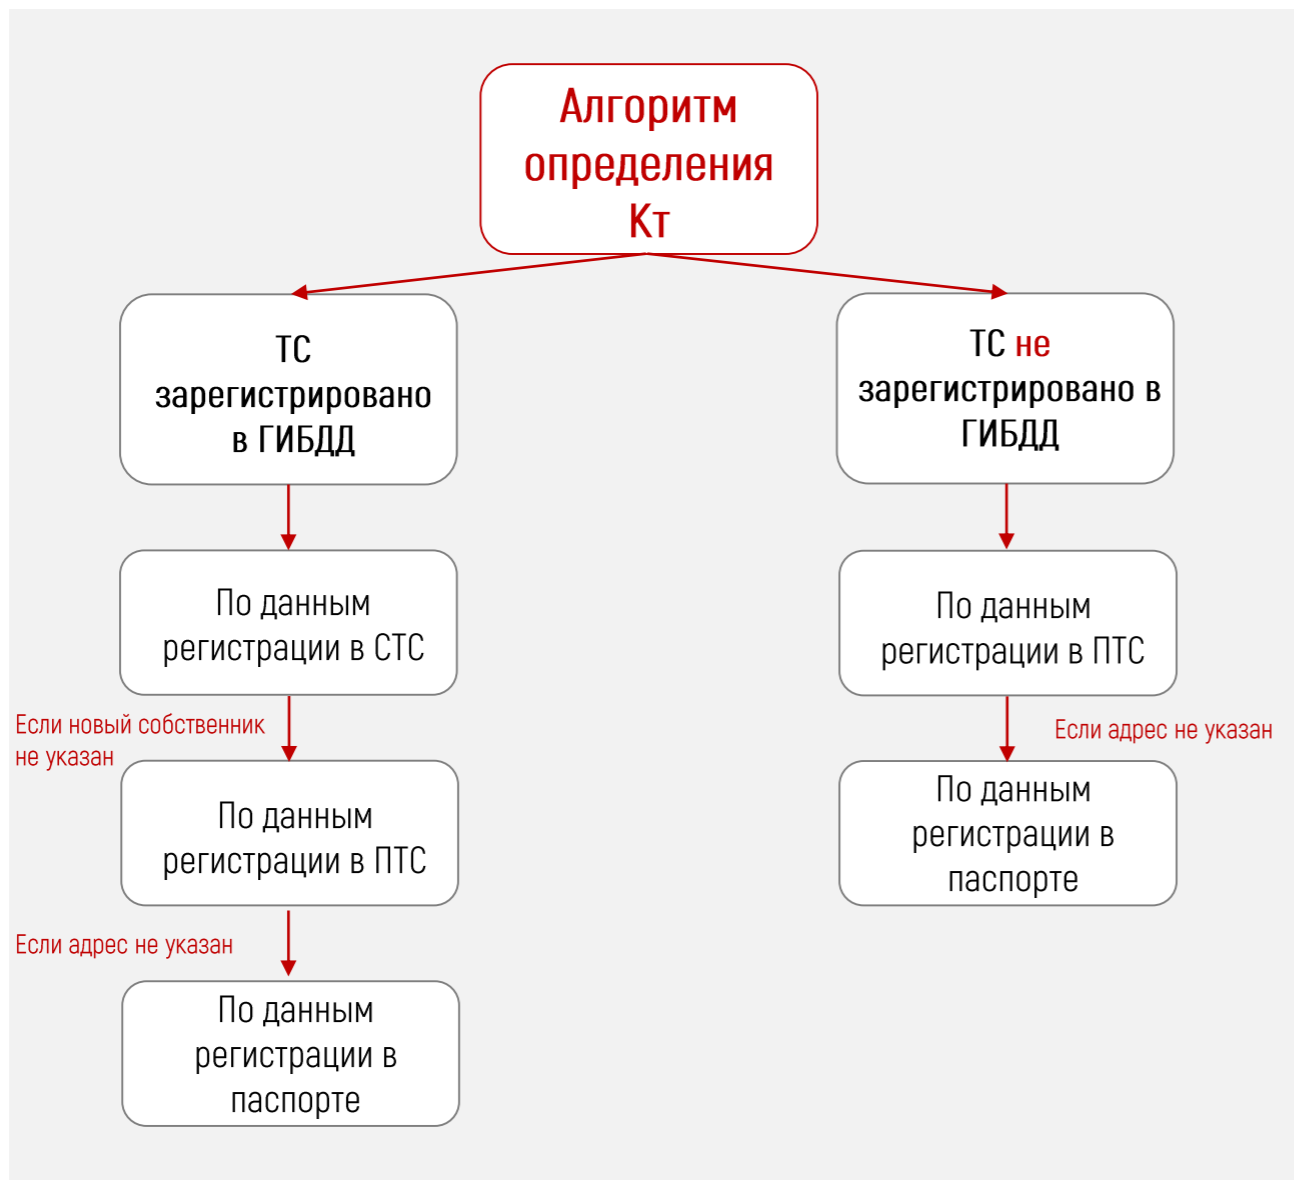 Алгоритм
определения
Кт
ТС
зарегистрировано
в ГИБДД
ТС не
зарегистрировано в
ГИБДД
По данным
регистрации в СТС
По данным
регистрации в ПТС
Если новый собственник
не указан
Если адрес не указан
По данным
регистрации в ПТС
По данным
регистрации в
паспорте
Если адрес не указан
По данным
регистрации в
паспорте